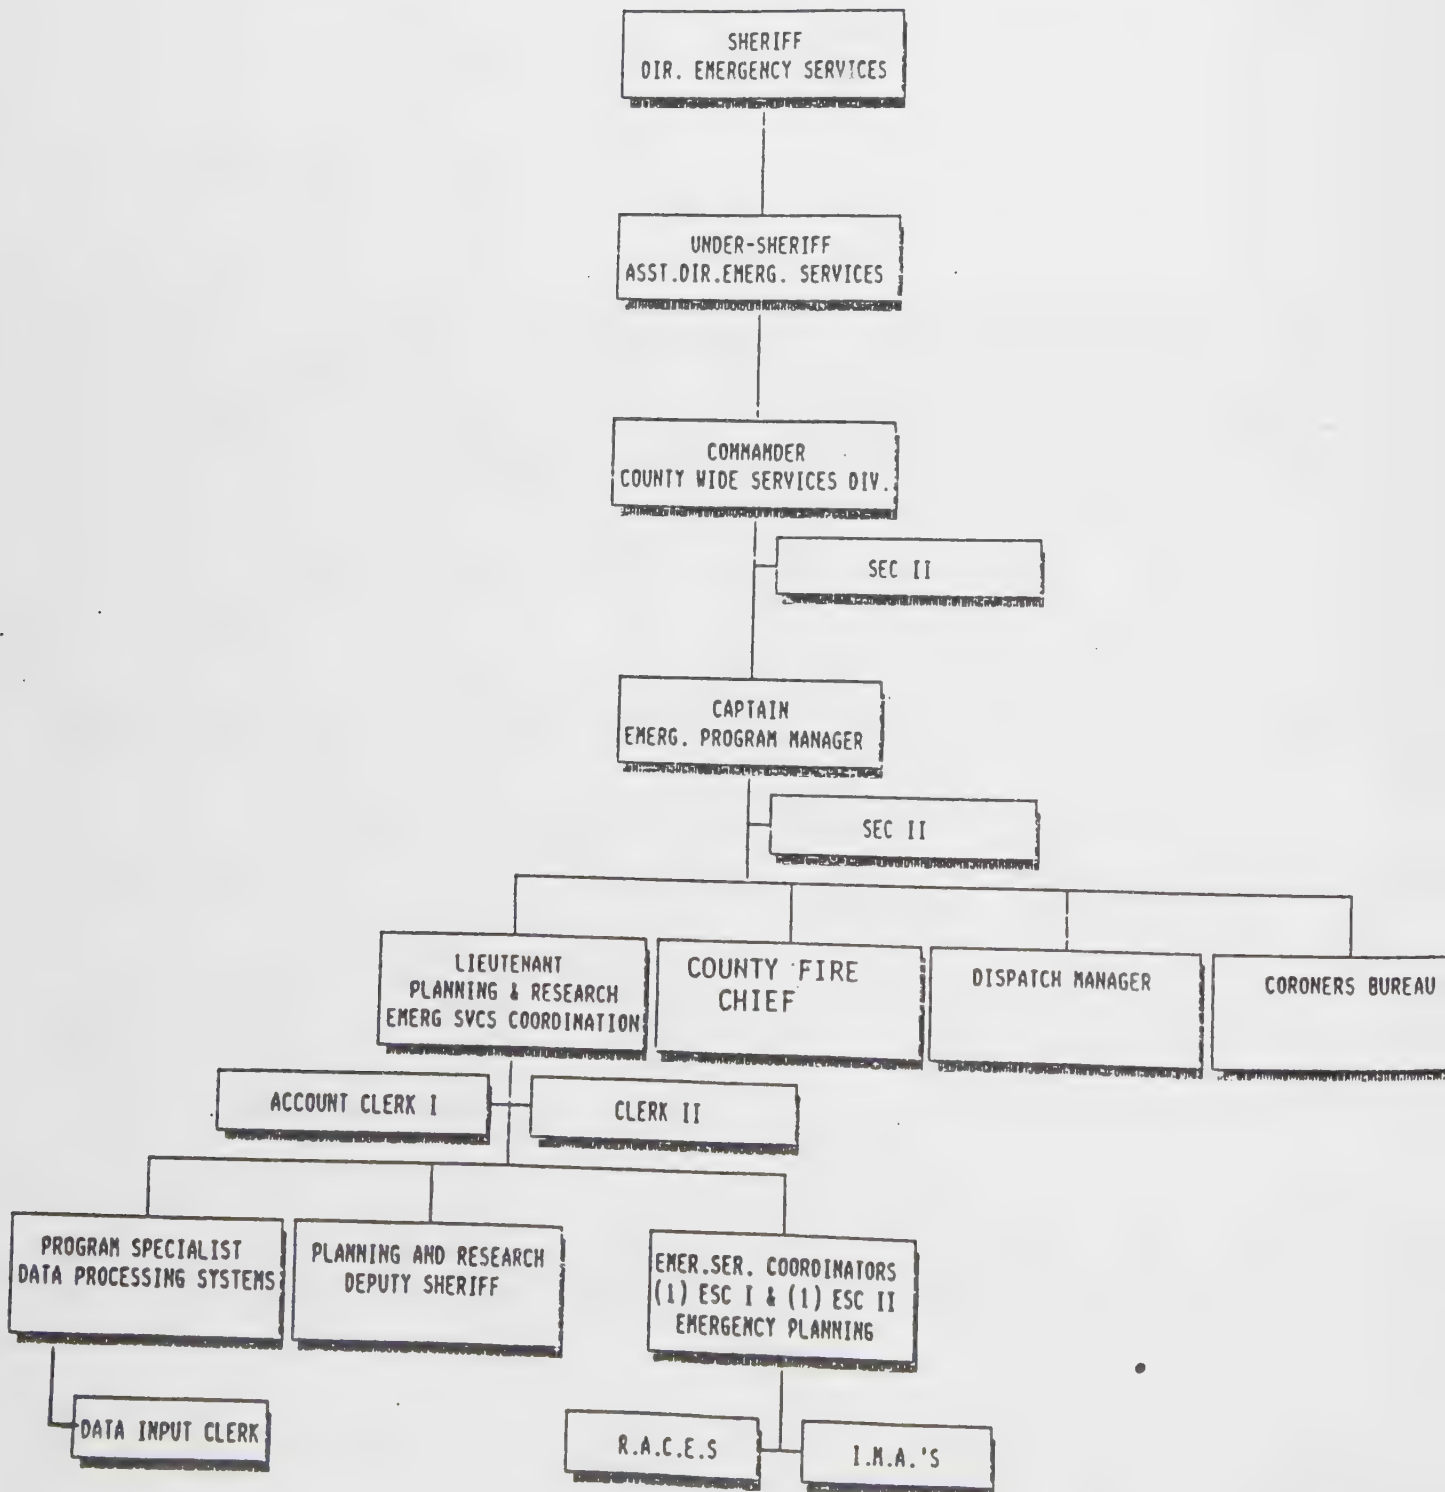 SHERIFF
DIR. EMERGENCY SERVICES
UNDER-SHERIFF
ASST.DIR.EMERG. SERVICES
COMMANDER
COUNTY WIDE SERVICES DIV.
SEC II
CAPTAIN
EMERG. PROGRAM MANAGER
SEC II
LIEUTENANT
PLANNING & RESEARCH
EMERG SVCS COORDINATION
COUNTY FIRE
CHIEF
DISPATCH MANAGER
CORONERS BUREAU
ACCOUNT CLERK I
CLERK II
PROGRAM SPECIALIST
DATA PROCESSING SYSTEMS
PLANNING AND RESEARCH
DEPUTY SHERIFF
EMER.SER. COORDINATORS
(1) ESC I & (1) ESC II
EMERGENCY PLANNING
DATA INPUT CLERK
R.A.C.E.S
I.M.A.'S